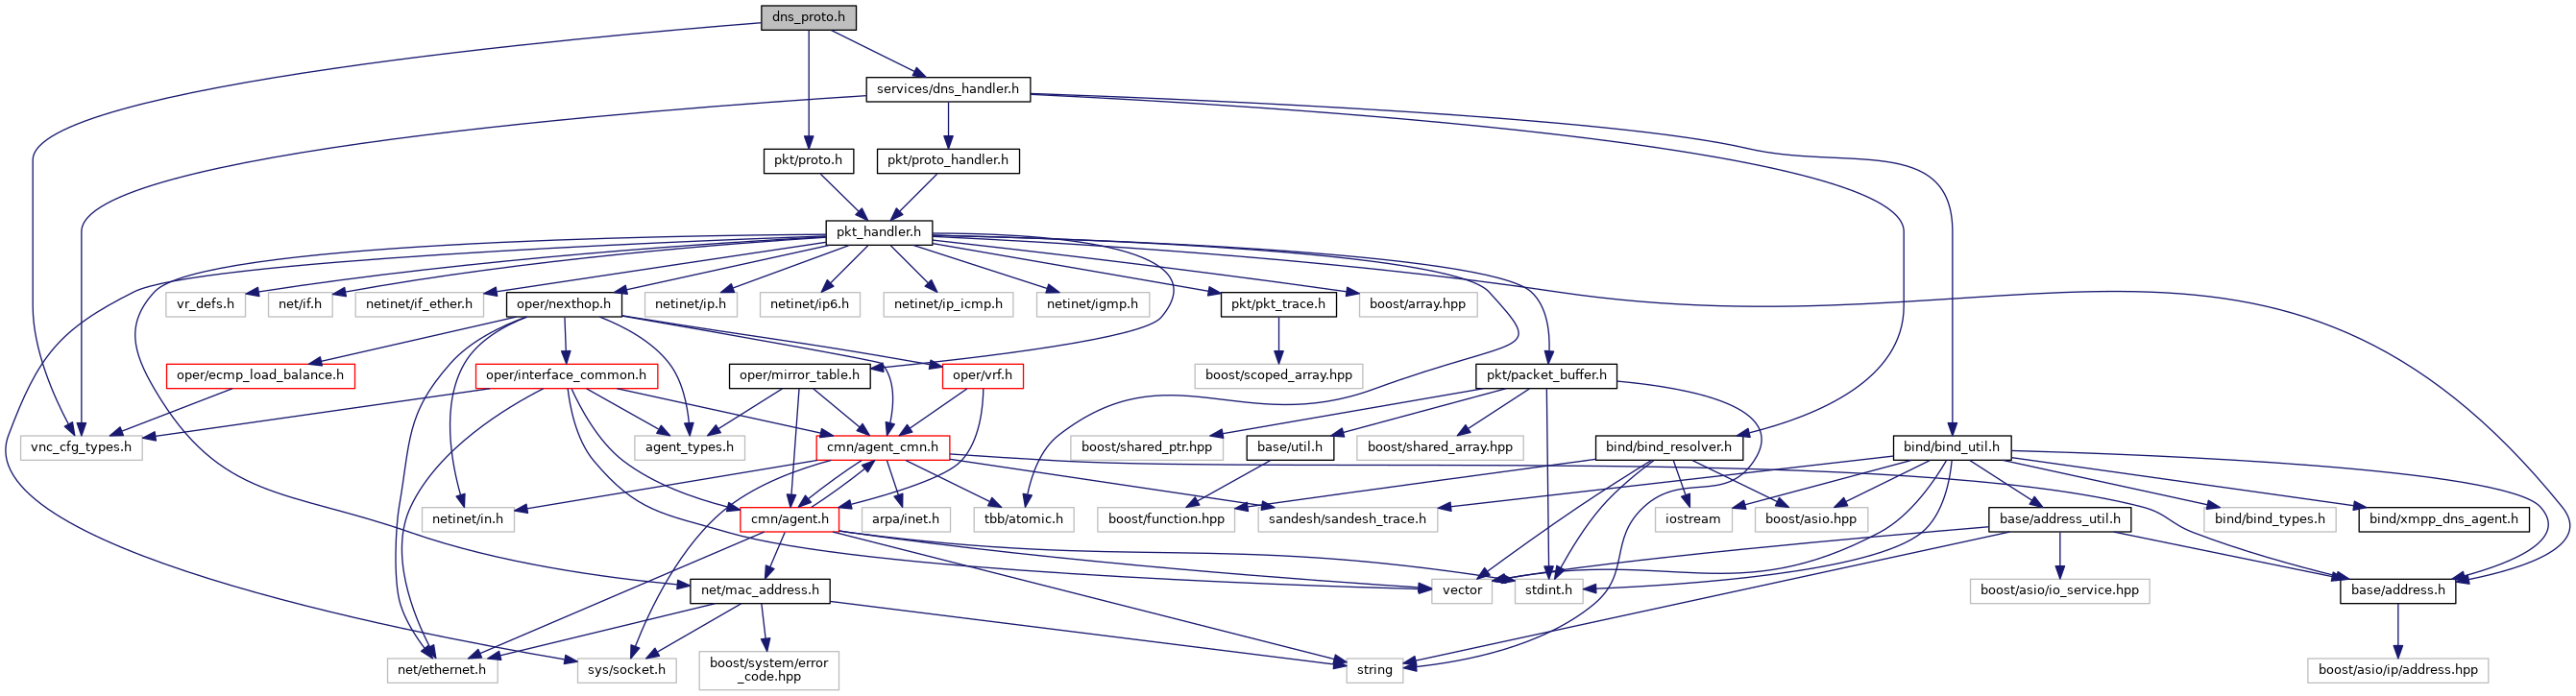 dns_proto.h
services/dns_handler.h
pkt/proto.h
pkt/proto_handler.h
pkt_handler.h
vr_defs.h
net/if.h
netinet/if_ether.h
oper/nexthop.h
netinet/ip.h
netinet/ip6.h
netinet/ip_icmp.h
netinet/igmp.h
pkt/pkt_trace.h
boost/array.hpp
oper/ecmp_load_balance.h
oper/interface_common.h
oper/mirror_table.h
oper/vrf.h
boost/scoped_array.hpp
pkt/packet_buffer.h
vnc_cfg_types.h
agent_types.h
cmn/agent_cmn.h
boost/shared_ptr.hpp
base/util.h
boost/shared_array.hpp
bind/bind_resolver.h
bind/bind_util.h
netinet/in.h
cmn/agent.h
arpa/inet.h
tbb/atomic.h
boost/function.hpp
sandesh/sandesh_trace.h
iostream
boost/asio.hpp
base/address_util.h
bind/bind_types.h
bind/xmpp_dns_agent.h
net/mac_address.h
vector
stdint.h
boost/asio/io_service.hpp
base/address.h
net/ethernet.h
sys/socket.h
boost/system/error
_code.hpp
string
boost/asio/ip/address.hpp